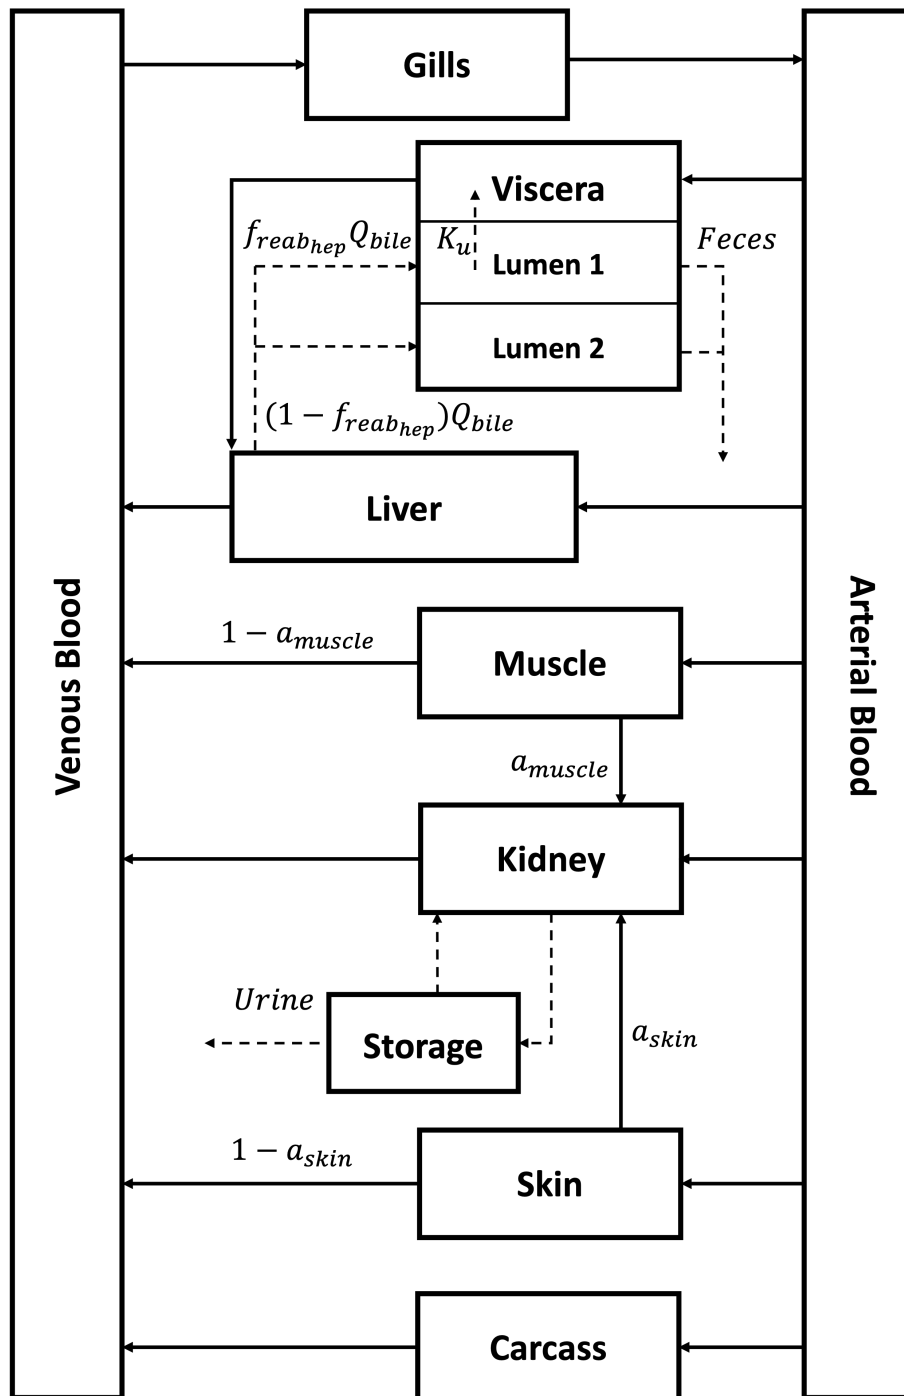 Gills
Viscera
f_{reab_{hep}}Q_{bile}
K_u
Feces
Lumen 1
Lumen 2
(1 − f_{reab_{hep}})Q_{bile}
Liver
Venous Blood
Arterial Blood
1 − a_{muscle}
Muscle
a_{muscle}
Kidney
Urine
Storage
a_{skin}
1 − a_{skin}
Skin
Carcass